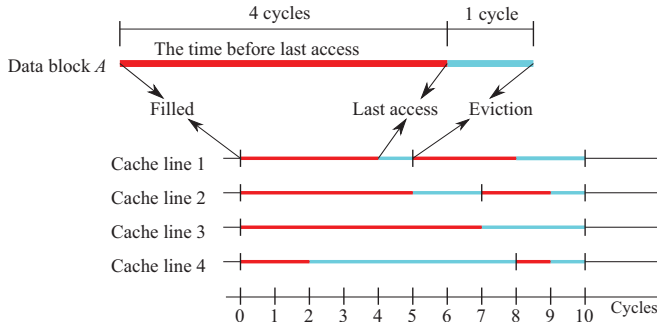 4 cycles 1 cycle
The time before last access
Data block A
Filled Last access Eviction
Cache line 1
Cache line 2
Cache line 3
Cache line 4
0 1 2 3 4 5 6 7 8 9 10 Cycles